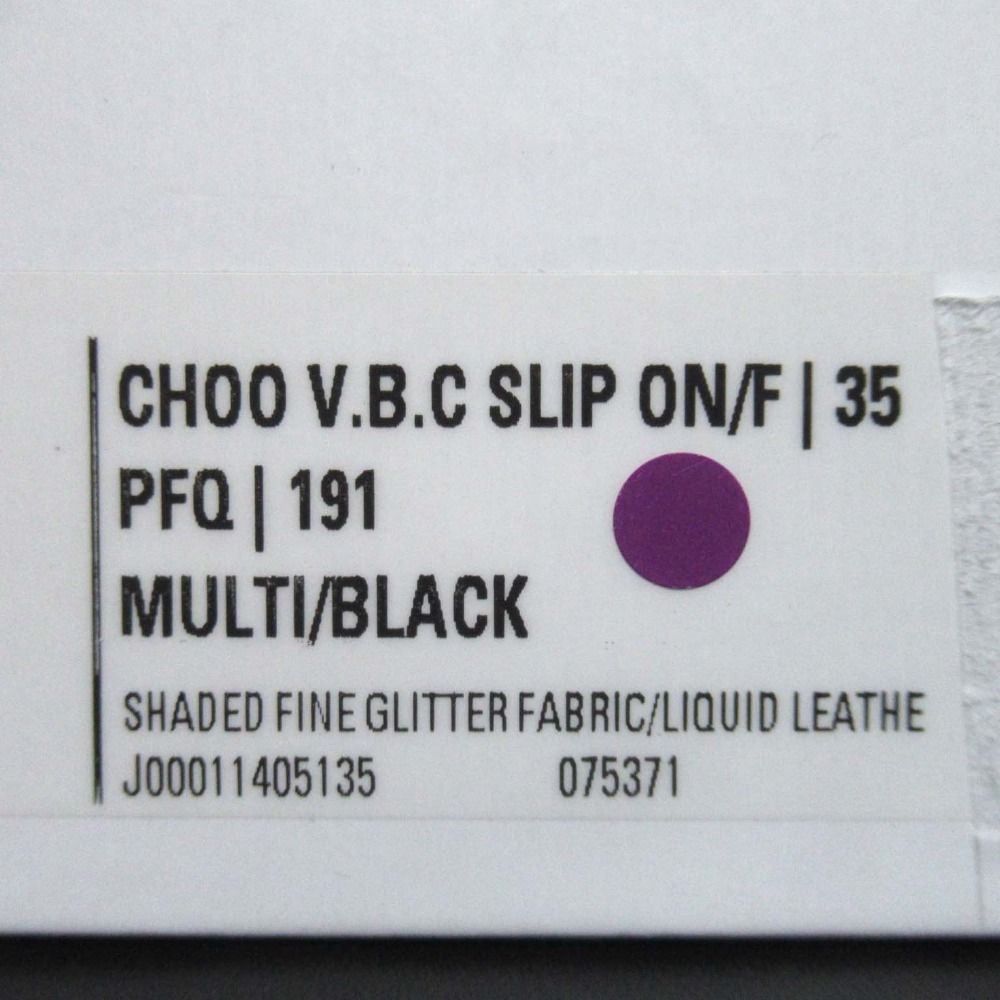 CHOO V.B.C SLIP ON/F | 35
PFQ | 191
MULTI/BLACK
SHADED FINE GLITTER FABRIC/LIQUID LEATHE
J00011405135 075371